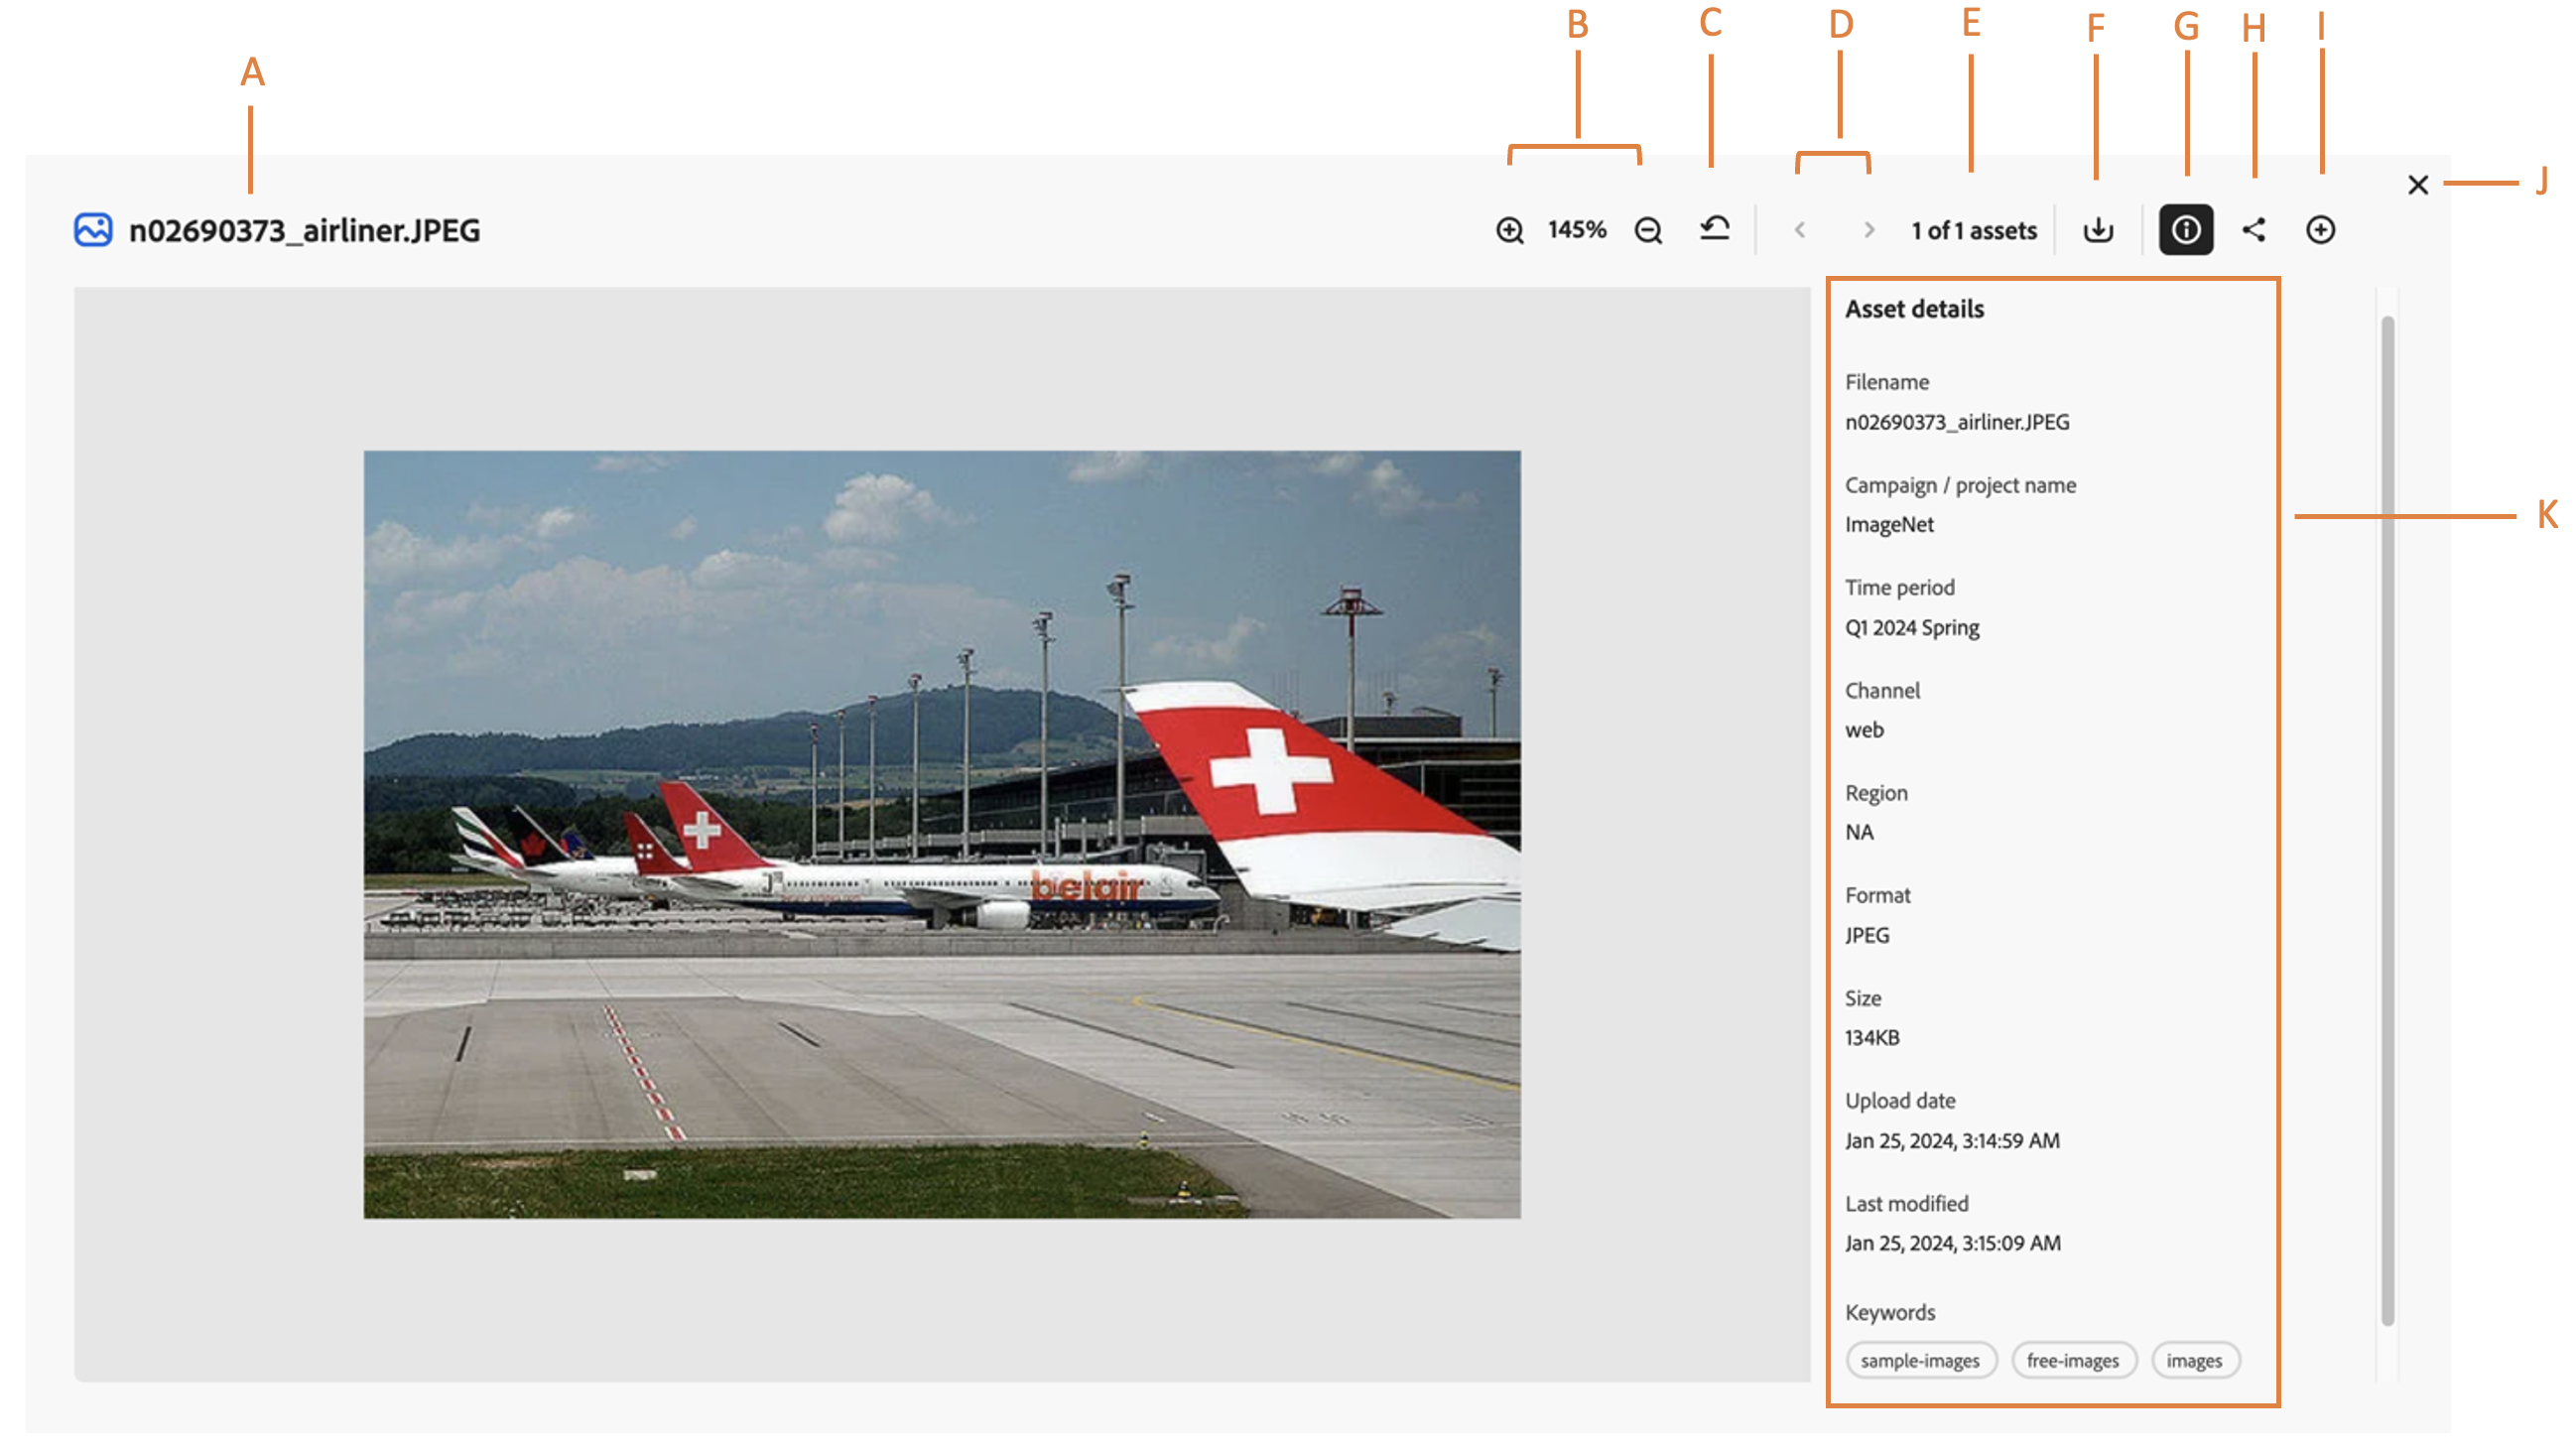 A
B
C
D
E
F
G
H
I
J
n02690373_airliner.JPEG
145%
1 of 1 assets
Asset details
Filename
n02690373_airliner.JPEG
Campaign / project name
ImageNet
K
Time period
Q1 2024 Spring
Channel
web
Region
NA
Format
JPEG
belair
Size
134KB
Upload date
Jan 25, 2024, 3:14:59 AM
Last modified
Jan 25, 2024, 3:15:09 AM
Keywords
sample-images
free-images
images